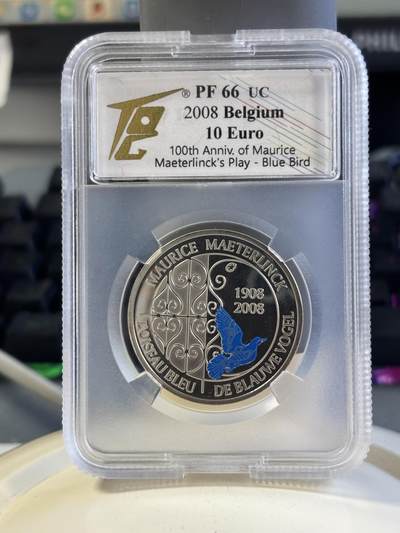 ® PF 66 UC
2008 Belgium
10 Euro
100th Anniv. of Maurice
Maeterlinck's Play - Blue Bird
MAURICE MAETERLINCK
1908
2008
L'OISEAU BLEU
DE BLAUWE VOGEL
PHIL